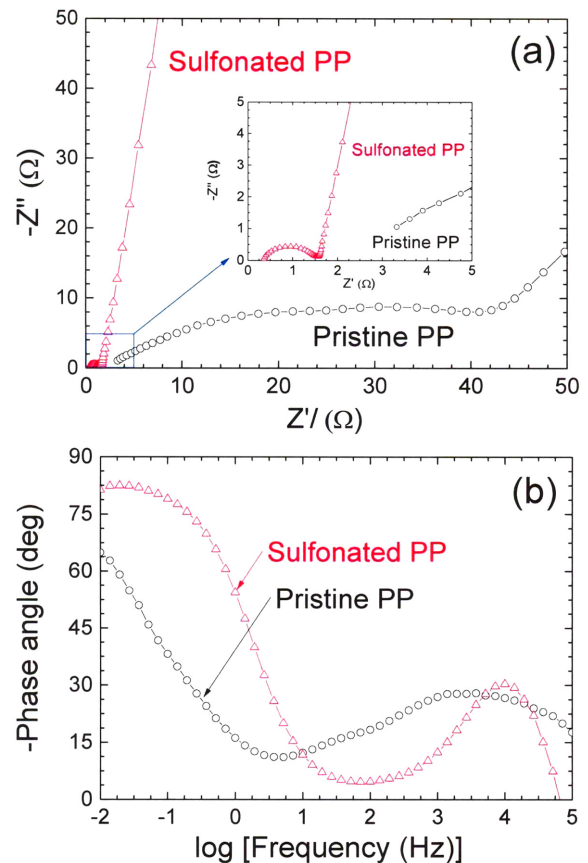 50
(a)
Sulfonated PP
40
5
4
Sulfonated PP
30
3
-Z'' (Ω)
-Z'' (Ω)
2
20
1
Pristine PP
0
0 1 2 3 4 5
Z' (Ω)
10
Pristine PP
0
0 10 20 30 40 50
Z'/ (Ω)
90
(b)
75
Sulfonated PP
60
Pristine PP
45
-Phase angle (deg)
30
15
0
-2 -1 0 1 2 3 4 5
log [Frequency (Hz)]